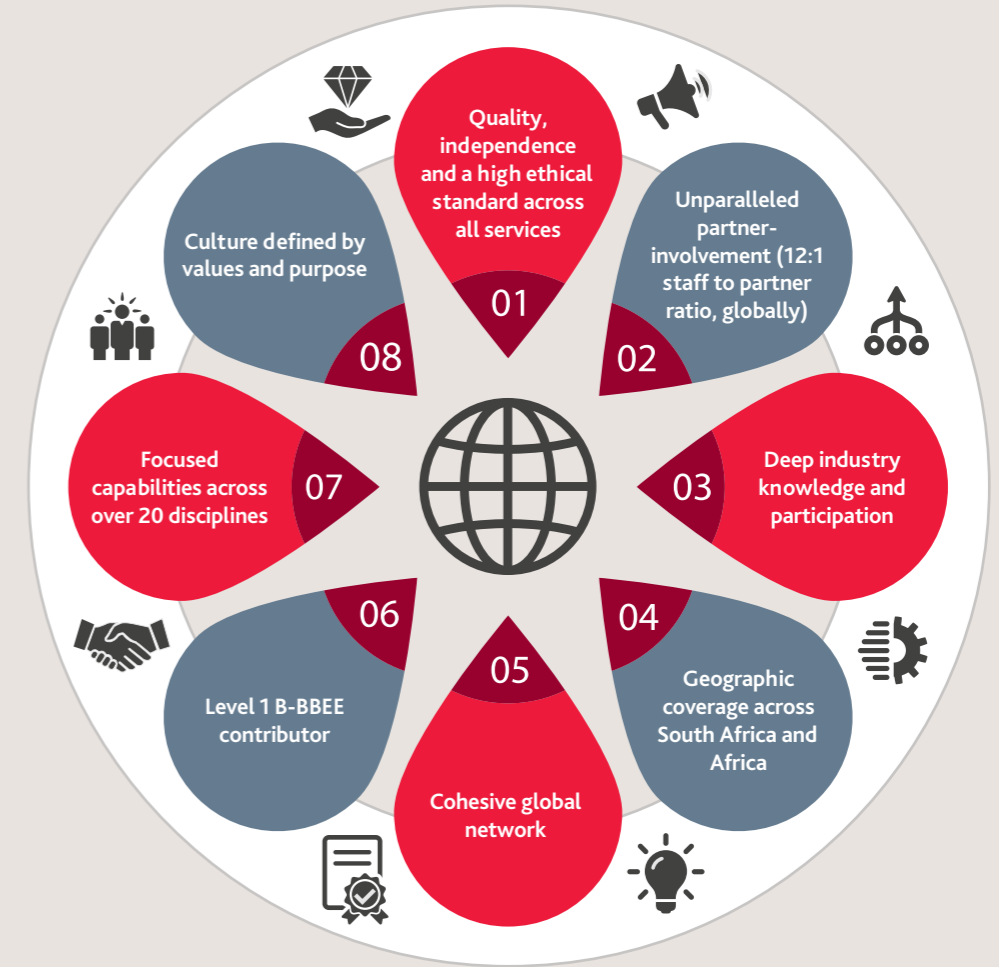 Quality,
independence
and a high ethical
standard across
all services
01
Unparalleled
partner-
involvement (12:1
staff to partner
ratio, globally)
02
Deep industry
knowledge and
participation
03
Geographic
coverage across
South Africa and
Africa
04
Cohesive global
network
05
Level 1 B-BBEE
contributor
06
Focused
capabilities across
over 20 disciplines
07
Culture defined by
values and purpose
08